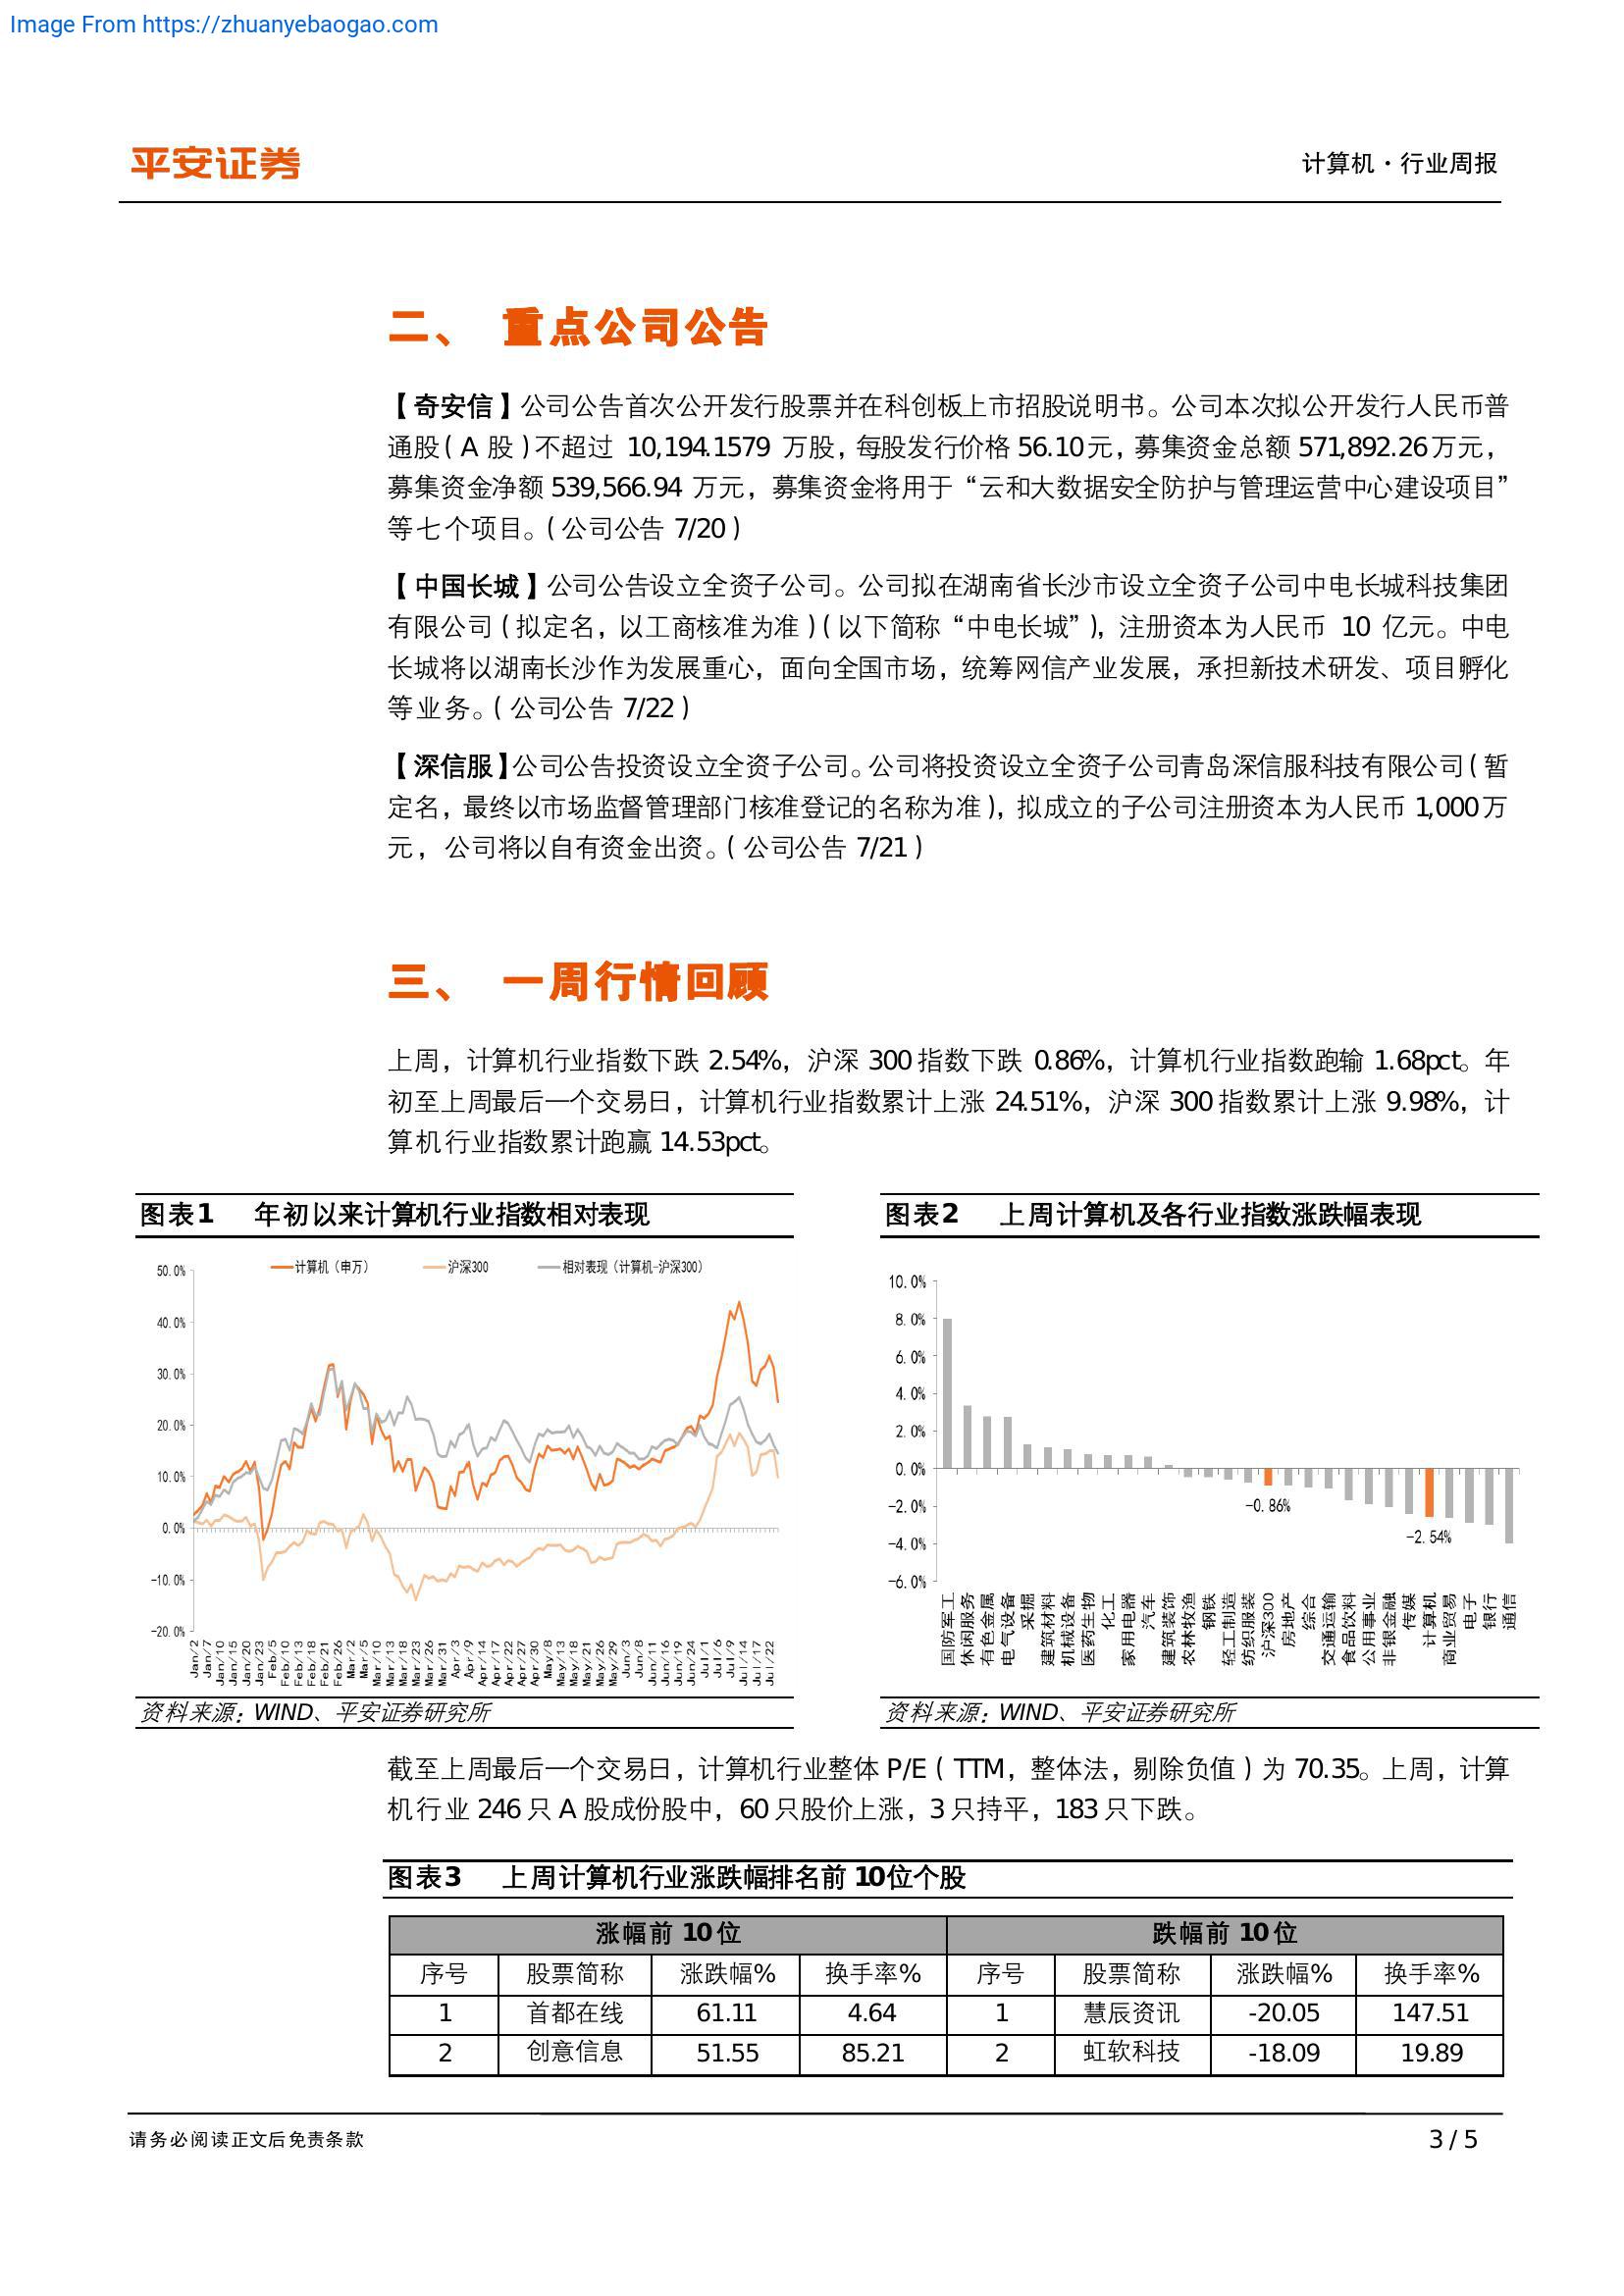 Image From https://zhuanyebaogao.com
平安证券
计算机·行业周报
二、 重点公司公告
【奇安信】公司公告首次公开发行股票并在科创板上市招股说明书。公司本次拟公开发行人民币普
通股(A 股)不超过 10,194.1579 万股，每股发行价格 56.10元，募集资金总额 571,892.26万元，
募集资金净额 539,566.94 万元，募集资金将用于“云和大数据安全防护与管理运营中心建设项目”
等七个项目。(公司公告 7/20)
【中国长城】公司公告设立全资子公司。公司拟在湖南省长沙市设立全资子公司中电长城科技集团
有限公司(拟定名，以工商核准为准)(以下简称“中电长城”)，注册资本为人民币 10 亿元。中电
长城将以湖南长沙作为发展重心，面向全国市场，统筹网信产业发展，承担新技术研发、项目孵化
等业务。(公司公告 7/22)
【深信服】公司公告投资设立全资子公司。公司将投资设立全资子公司青岛深信服科技有限公司(暂
定名，最终以市场监督管理部门核准登记的名称为准)，拟成立的子公司注册资本为人民币 1,000万
元，公司将以自有资金出资。(公司公告 7/21)
三、 一周行情回顾
上周，计算机行业指数下跌 2.54%，沪深 300 指数下跌 0.86%，计算机行业指数跑输 1.68pct。年
初至上周最后一个交易日，计算机行业指数累计上涨 24.51%，沪深 300 指数累计上涨 9.98%，计
算机行业指数累计跑赢 14.53pct。
图表1 年初以来计算机行业指数相对表现
计算机（申万） 沪深300 相对表现（计算机-沪深300）
50.0%
40.0%
30.0%
20.0%
10.0%
0.0%
-10.0%
-20.0%
Jan/2 Jan/7 Jan/10 Jan/15 Jan/20 Jan/23 Feb/5 Feb/10 Feb/13 Feb/18 Feb/21 Feb/26 Mar/2 Mar/5 Mar/10 Mar/13 Mar/18 Mar/23 Mar/26 Mar/31 Apr/3 Apr/9 Apr/14 Apr/17 Apr/22 Apr/27 Apr/30 May/8 May/13 May/18 May/21 May/26 May/29 Jun/3 Jun/8 Jun/11 Jun/16 Jun/19 Jun/24 Jul/1 Jul/6 Jul/9 Jul/14 Jul/17 Jul/22
资料来源：WIND、平安证券研究所
图表2 上周计算机及各行业指数涨跌幅表现
10.0%
8.0%
6.0%
4.0%
2.0%
0.0%
-2.0%
-4.0%
-6.0%
-0.86%
-2.54%
国防军工 休闲服务 有色金属 电气设备 采掘 建筑材料 机械设备 医药生物 化工 家用电器 汽车 建筑装饰 农林牧渔 钢铁 轻工制造 纺织服装 沪深300 房地产 综合 交通运输 食品饮料 公用事业 非银金融 传媒 计算机 商业贸易 电子 银行 通信
资料来源：WIND、平安证券研究所
截至上周最后一个交易日，计算机行业整体 P/E(TTM，整体法，剔除负值)为 70.35。上周，计算
机行业 246 只 A 股成份股中，60 只股价上涨，3 只持平，183 只下跌。
图表3 上周计算机行业涨跌幅排名前 10位个股
涨幅前 10 位 跌幅前 10 位
序号 股票简称 涨跌幅% 换手率% 序号 股票简称 涨跌幅% 换手率%
1 首都在线 61.11 4.64 1 慧辰资讯 -20.05 147.51
2 创意信息 51.55 85.21 2 虹软科技 -18.09 19.89
请务必阅读正文后免责条款
3 / 5